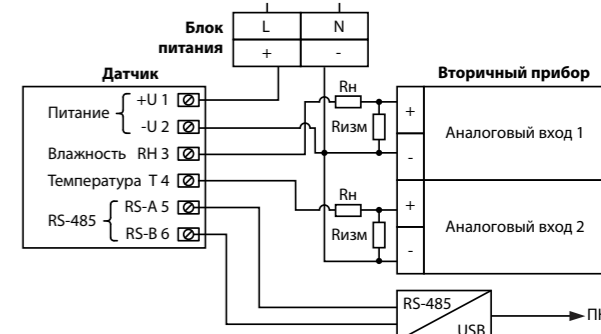 Блок питания
L N
+ -
Датчик
Вторичный прибор
Питание
+U 1
-U 2
Влажность RH 3
Температура T 4
RS-485
RS-A 5
RS-B 6
Rн
Rизм
+
-
Аналоговый вход 1
Rн
Rизм
+
-
Аналоговый вход 2
RS-485
USB